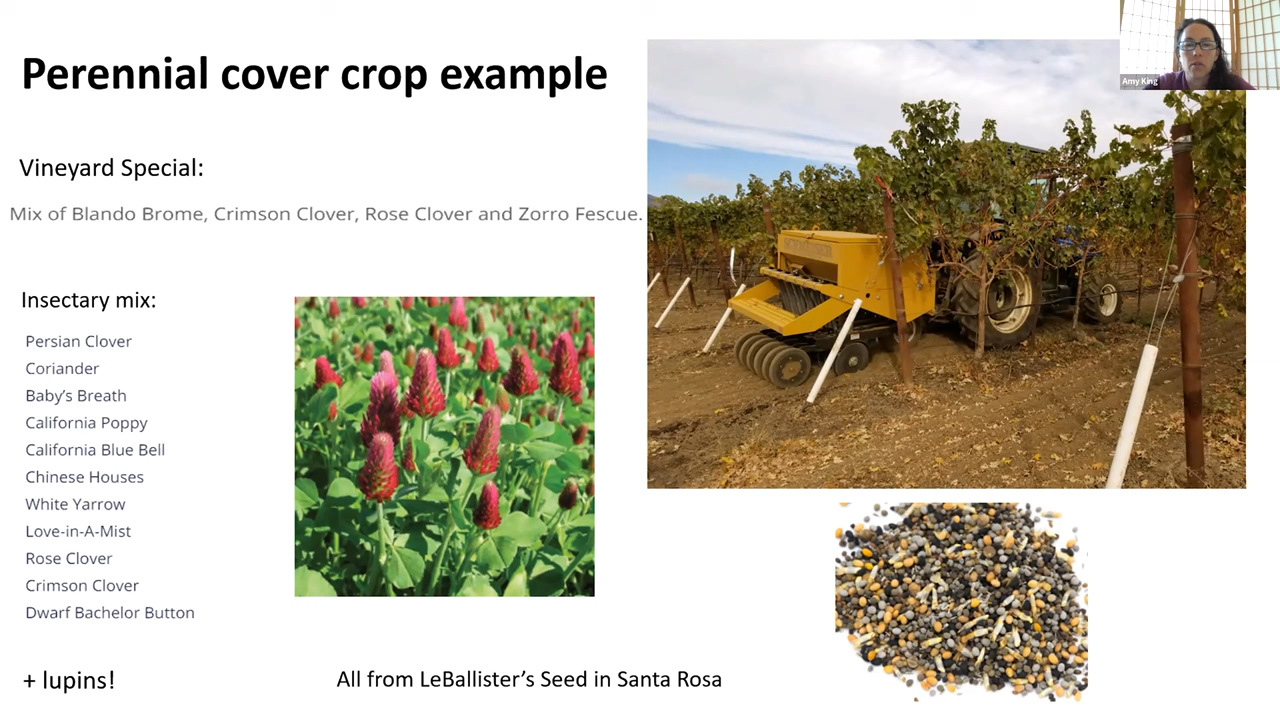 Perennial cover crop example
Amy King
Vineyard Special:
Mix of Blando Brome, Crimson Clover, Rose Clover and Zorro Fescue.
Insectary mix:
Persian Clover
Coriander
Baby's Breath
California Poppy
California Blue Bell
Chinese Houses
White Yarrow
Love-in-A-Mist
Rose Clover
Crimson Clover
Dwarf Bachelor Button
+ lupins!
All from LeBallister's Seed in Santa Rosa